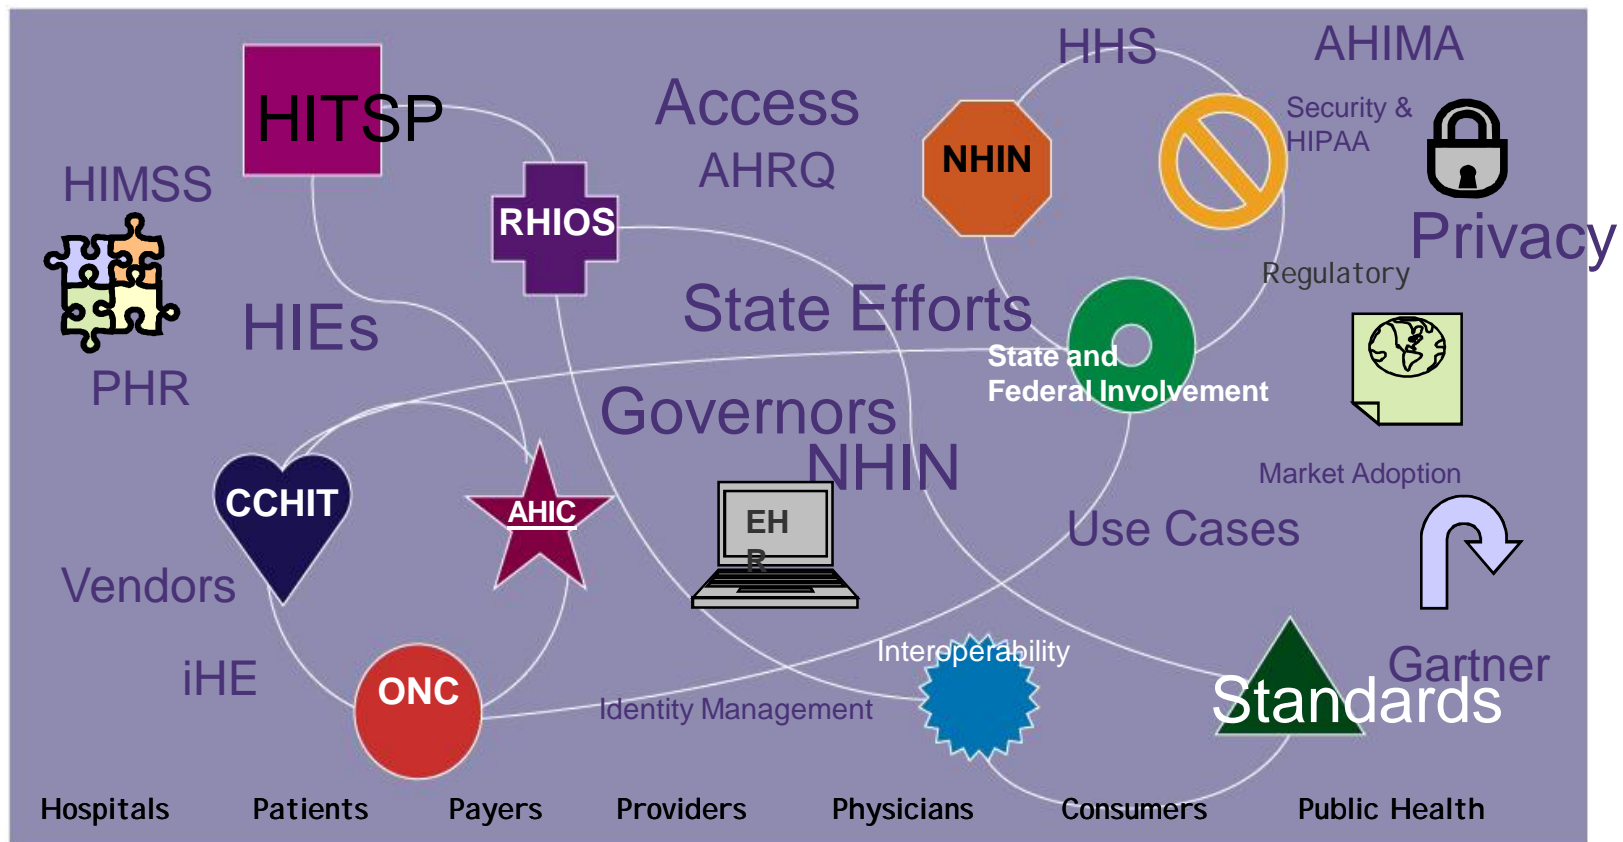 HHS
AHIMA
HITSP
Access
Security &
HIPAA
AHRQ
NHIN
HIMSS
RHIOS
Privacy
Regulatory
HIEs
State Efforts
State and
Federal Involvement
PHR
Governors
NHIN
Market Adoption
CCHIT
AHIC
EH
R
Use Cases
Vendors
Interoperability
iHE
ONC
Identity Management
Gartner
Standards
Hospitals Patients Payers Providers Physicians Consumers Public Health